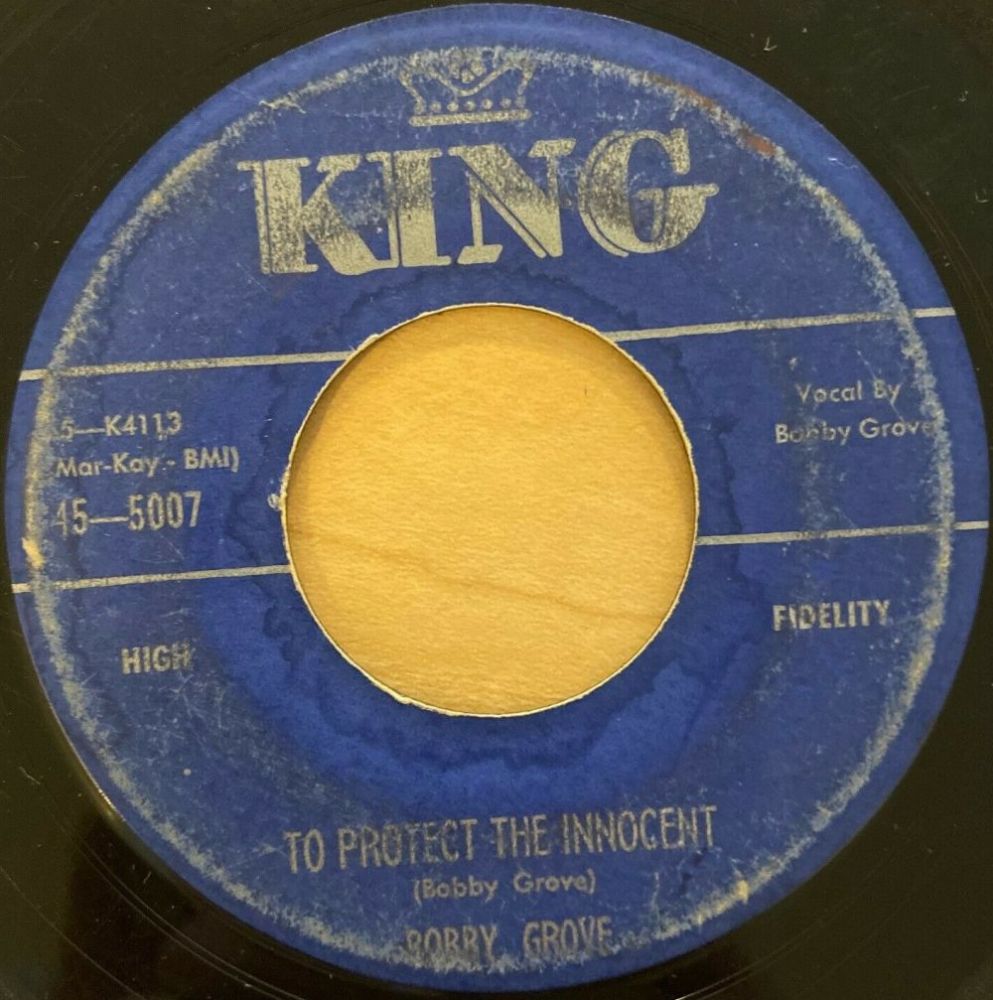 KING
5—K4113
Mar-Kay - BMI)
45—5007
Vocal By
Bobby Grove
HIGH
FIDELITY
TO PROTECT THE INNOCENT
(Bobby Grove)
BOBBY GROVE